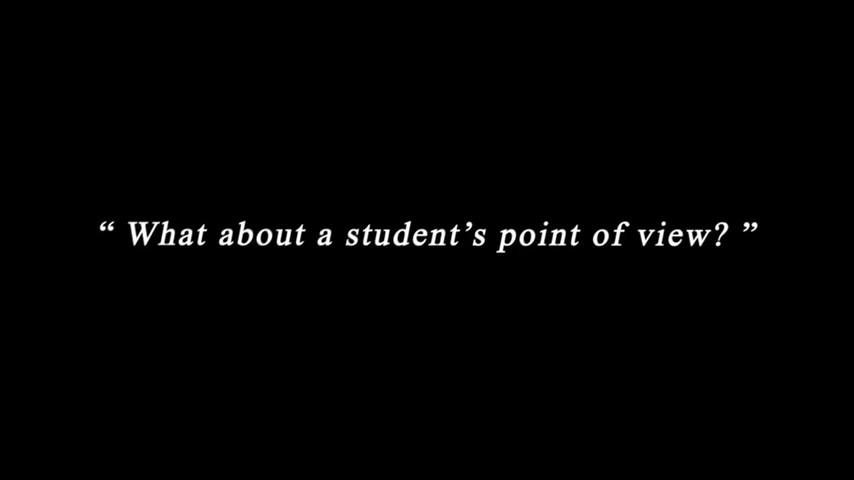 “ What about a student’s point of view? ”